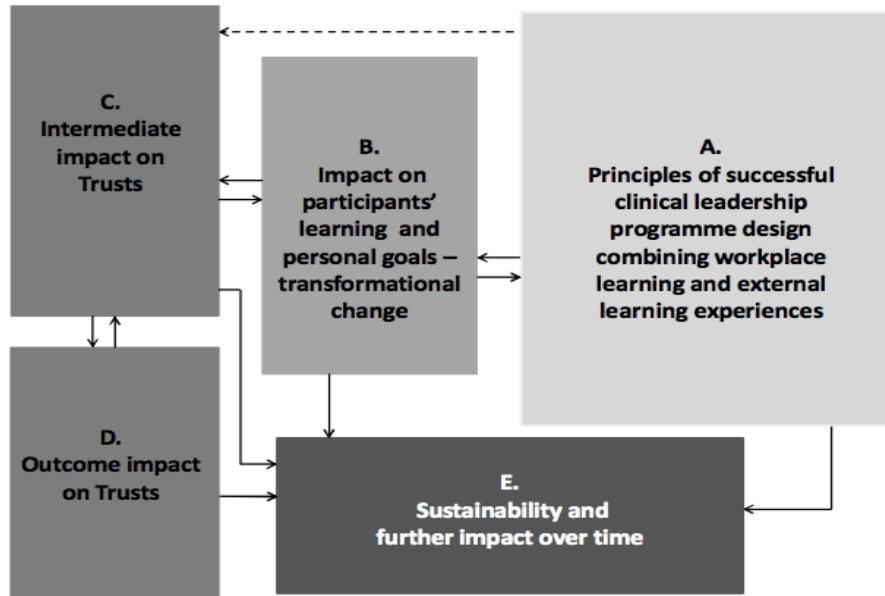 C.
Intermediate
impact on
Trusts
B.
Impact on
participants’
learning and
personal goals –
transformational
change
A.
Principles of successful
clinical leadership
programme design
combining workplace
learning and external
learning experiences
D.
Outcome impact
on Trusts
E.
Sustainability and
further impact over time